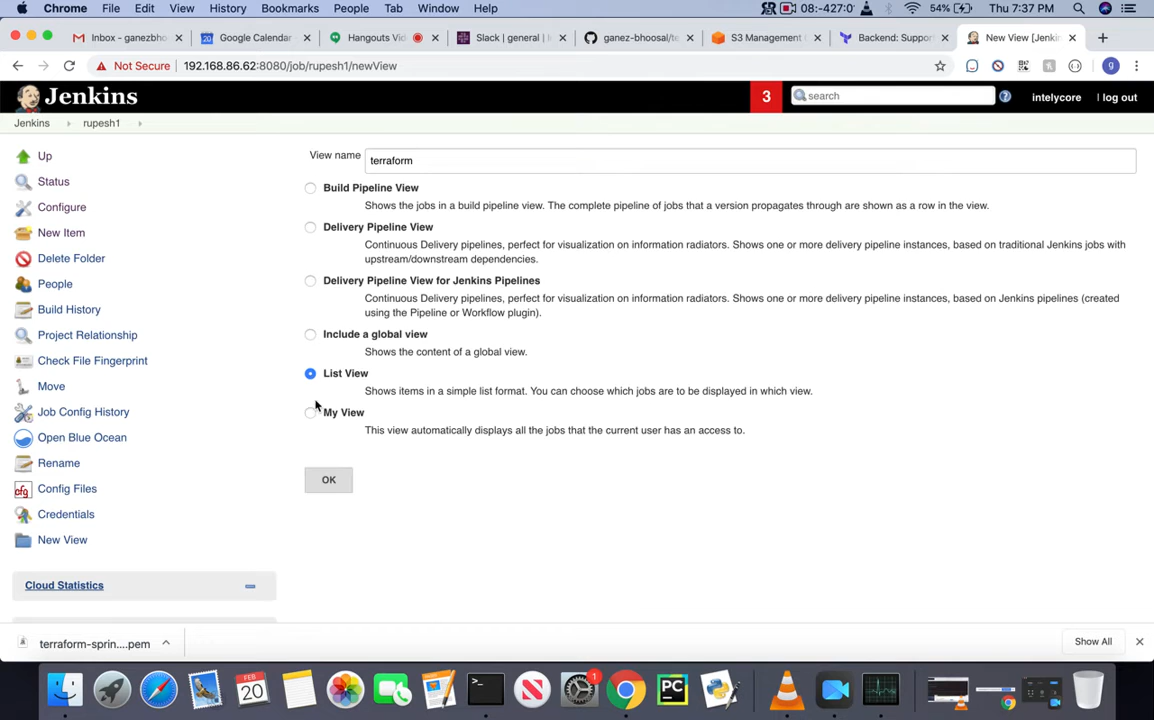 Chrome File Edit View History Bookmarks People Tab Window Help 08:-427:0 54% Thu 7:37 PM
Inbox - ganezbho Google Calendar Hangouts Vid Slack | general | ganez-bhoosal/te S3 Management Backend: Suppor New View [Jenkin
Not Secure 192.168.86.62:8080/job/rupesh1/newView g
Jenkins 3 search intelycore | log out
Jenkins rupesh1
Up
Status
Configure
New Item
Delete Folder
People
Build History
Project Relationship
Check File Fingerprint
Move
Job Config History
Open Blue Ocean
Rename
cfg Config Files
Credentials
New View
Cloud Statistics
View name terraform
Build Pipeline View
Shows the jobs in a build pipeline view. The complete pipeline of jobs that a version propagates through are shown as a row in the view.
Delivery Pipeline View
Continuous Delivery pipelines, perfect for visualization on information radiators. Shows one or more delivery pipeline instances, based on traditional Jenkins jobs with
upstream/downstream dependencies.
Delivery Pipeline View for Jenkins Pipelines
Continuous Delivery pipelines, perfect for visualization on information radiators. Shows one or more delivery pipeline instances, based on Jenkins pipelines (created
using the Pipeline or Workflow plugin).
Include a global view
Shows the content of a global view.
List View
Shows items in a simple list format. You can choose which jobs are to be displayed in which view.
My View
This view automatically displays all the jobs that the current user has an access to.
OK
terraform-sprin....pem Show All
FEB
20
1
PC